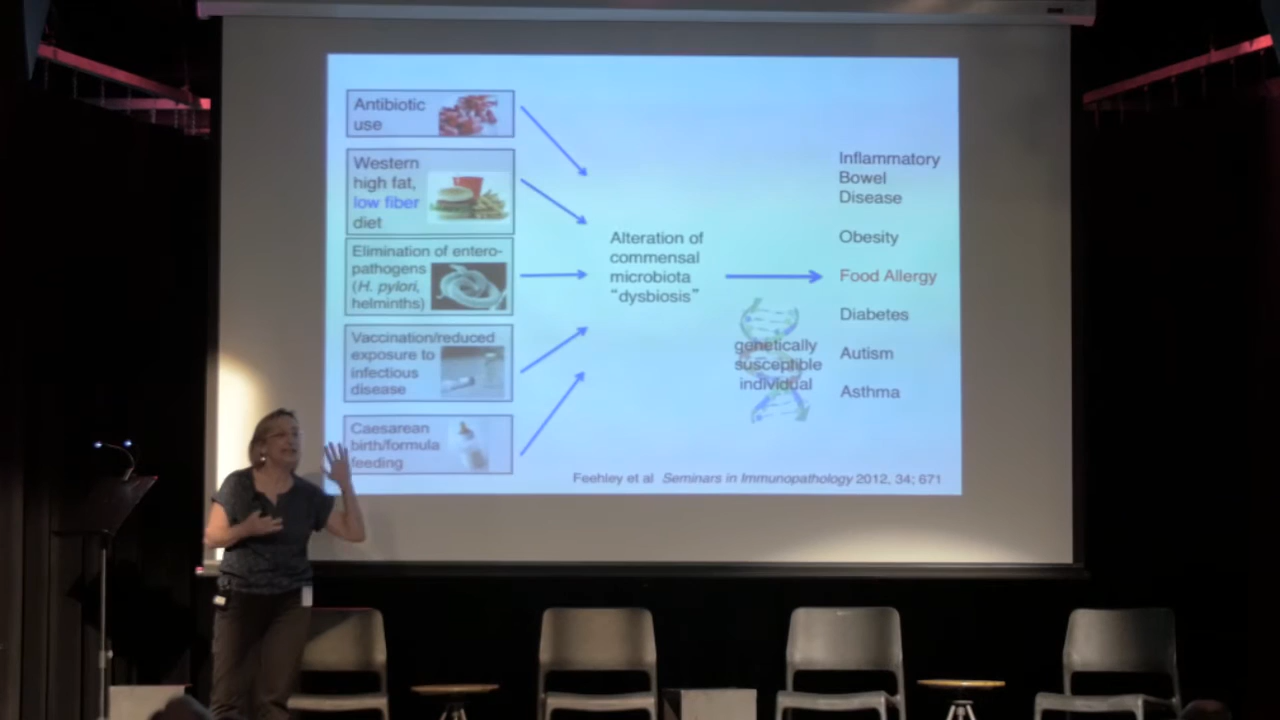 Antibiotic
use
Western
high fat,
low fiber
diet
Elimination of entero-
pathogens
(H. pylori,
helminths)
Vaccination/reduced
exposure to
infectious
disease
Caesarean
birth/formula
feeding
Alteration of
commensal
microbiota
“dysbiosis”
genetically
susceptible
individual
Inflammatory
Bowel
Disease
Obesity
Food Allergy
Diabetes
Autism
Asthma
Feehley et al Seminars in Immunopathology 2012, 34; 671